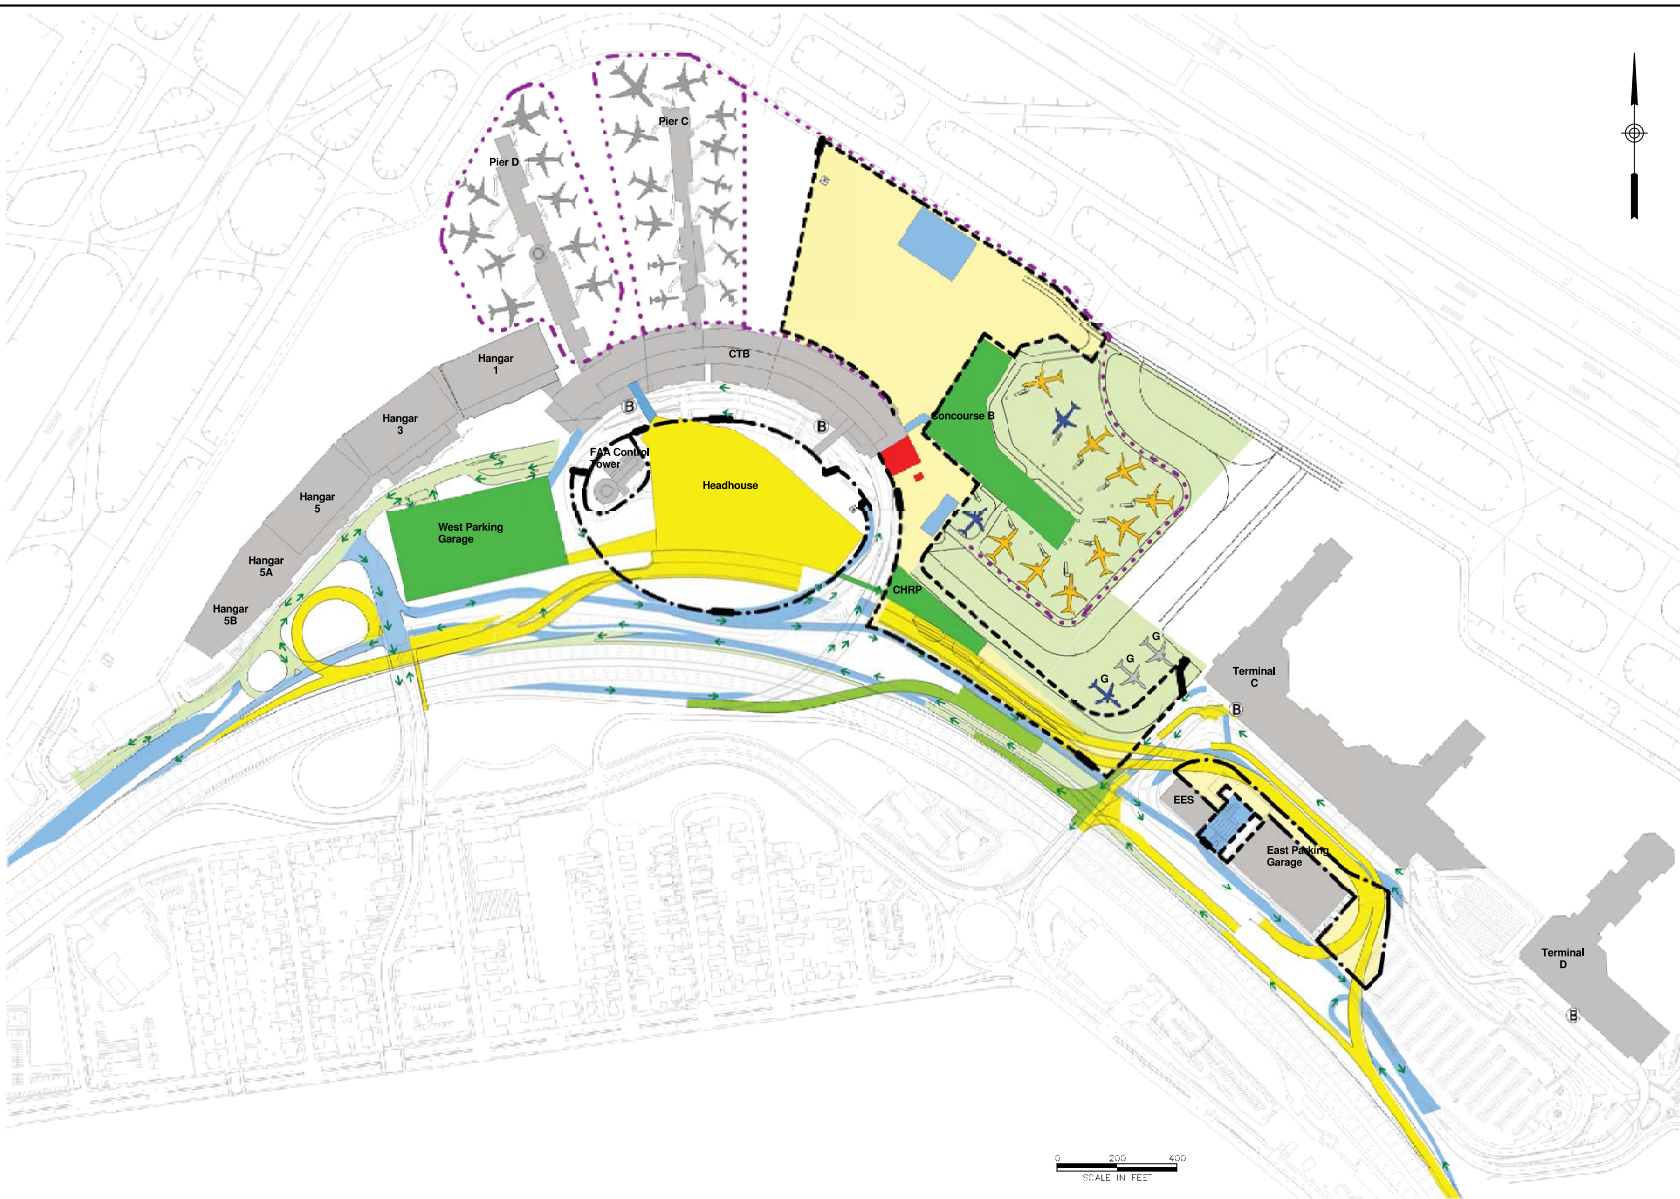 Pier C
Pier D
CTB
Hangar
1
B
Concourse B
Hangar
3
B
FAA Control
Tower
Headhouse
Hangar
5
West Parking
Garage
Hangar
5A
CHRP
Hangar
5B
G
G
G
Terminal
C
B
EES
East Parking
Garage
Terminal
D
B
0 200 400
SCALE IN FEET